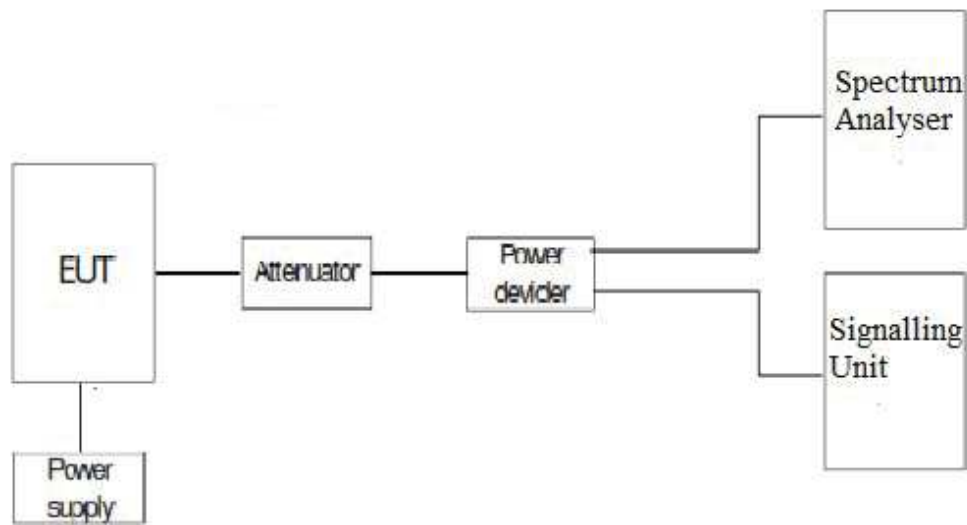 Spectrum
Analyser
EUT
Attenuator
Power
devider
Signalling
Unit
Power
supply